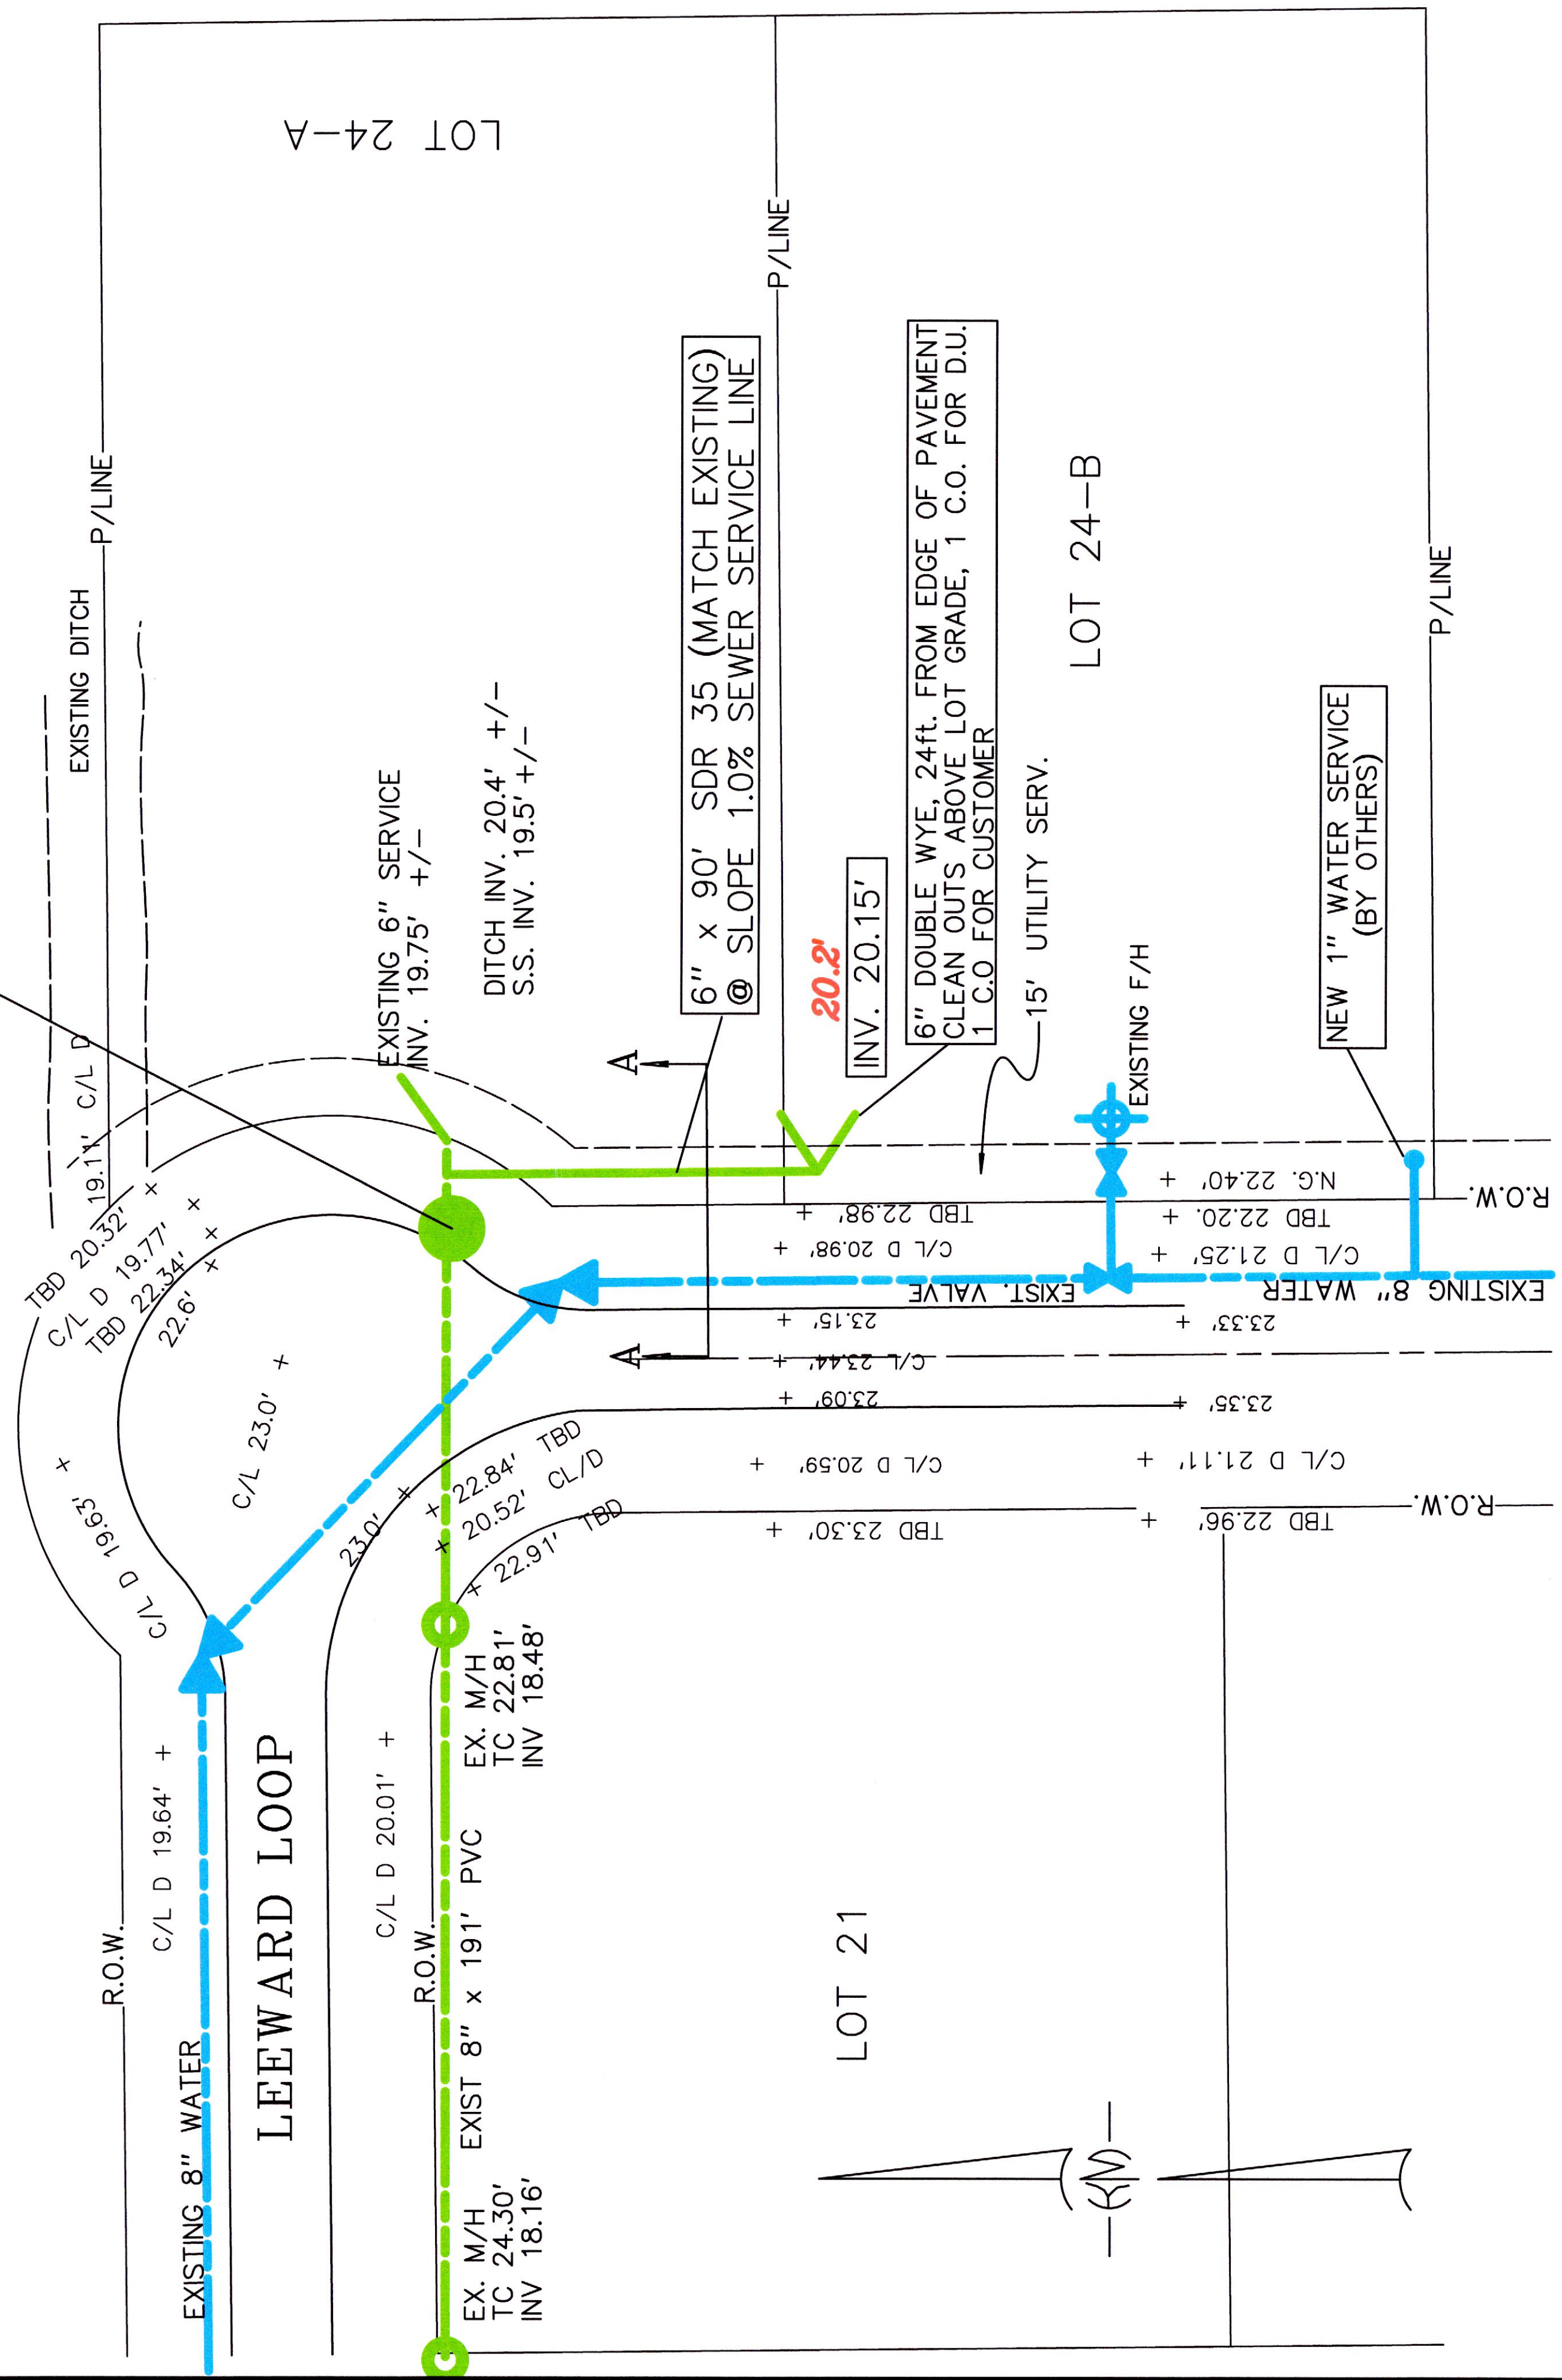 LOT 24-A
P/LINE
P/LINE
P/LINE
EXISTING DITCH
EXISTING 6" SERVICE
INV. 19.75' +/-
DITCH INV. 20.4' +/-
S.S. INV. 19.5' +/-
6" x 90' SDR 35 (MATCH EXISTING)
@ SLOPE 1.0% SEWER SERVICE LINE
20.2'
INV. 20.15'
6" DOUBLE WYE, 24ft. FROM EDGE OF PAVEMENT
CLEAN OUTS ABOVE LOT GRADE, 1 C.O. FOR D.U.
1 C.O FOR CUSTOMER
15' UTILITY SERV.
LOT 24-B
EXISTING F/H
NEW 1" WATER SERVICE
(BY OTHERS)
19.11' C/L D
TBD 20.32' +
C/L D 19.77' +
TBD 22.34' +
22.6' +
C/L 23.0' +
C/L D 19.63' +
A
A
TBD 22.98' +
C/L D 20.98' +
N.G. 22.40' +
TBD 22.20. +
C/L D 21.25' +
R.O.W.
EXIST. VALVE
EXISTING 8" WATER
23.15' +
23.33' +
C/L 23.44' +
23.09' +
23.35' +
C/L D 20.59' +
C/L D 21.11' +
TBD 23.30' +
TBD 22.96' +
R.O.W.
23.0' +
+ 22.84' TBD
+ 20.52' CL/D
+ 22.91' TBD
R.O.W.
C/L D 19.64' +
EXISTING 8" WATER
LEEWARD LOOP
C/L D 20.01' +
R.O.W.
EX. M/H
TC 22.81'
INV 18.48'
EXIST 8" x 191' PVC
EX. M/H
TC 24.30'
INV 18.16'
LOT 21